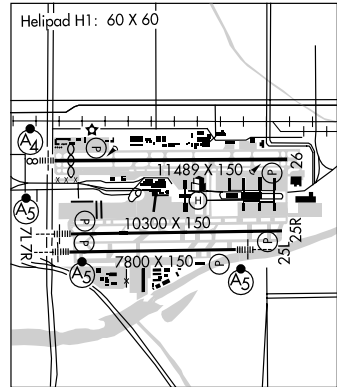 Helipad H1: 60 X 60
A4
P
8
11489 X 150
P
26
A5
H
P
10300 X 150
25R
7L
7R
P
A5
7800 X 150
P
25L
A5